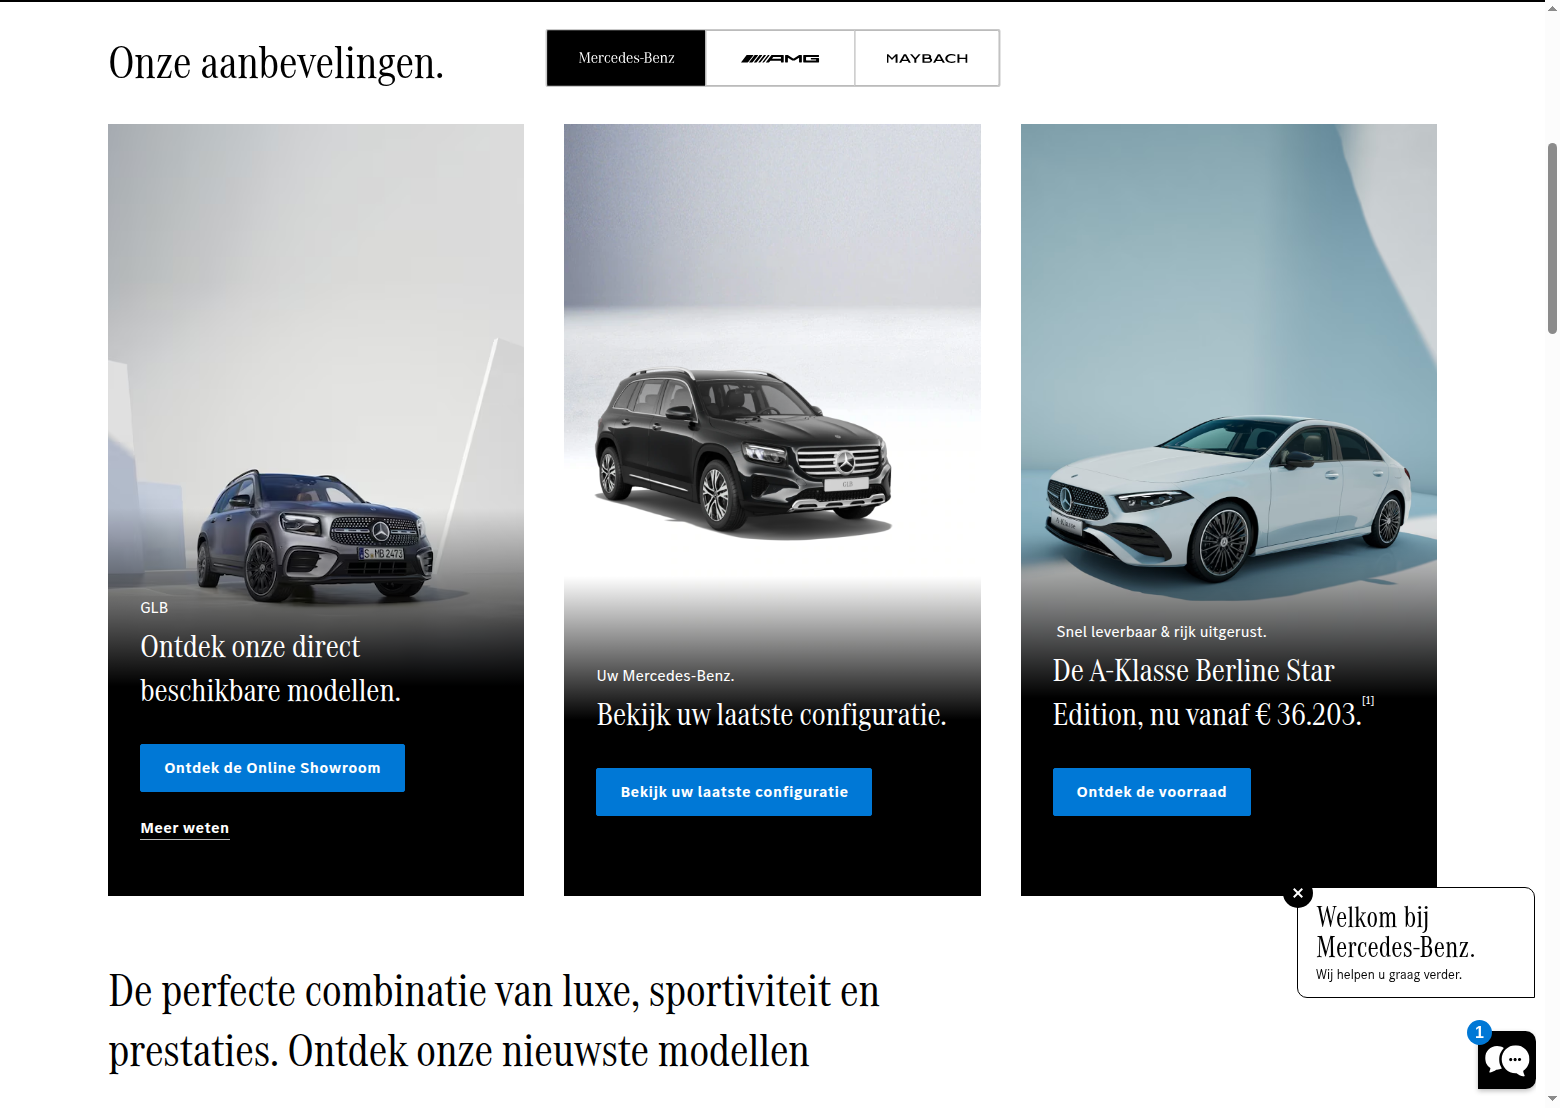 Onze aanbevelingen.
Mercedes-Benz
AMG
MAYBACH
S MB 2473
GLB
Ontdek onze direct
beschikbare modellen.
Ontdek de Online Showroom
Meer weten
GLB
Uw Mercedes-Benz.
Bekijk uw laatste configuratie.
Bekijk uw laatste configuratie
A-Klasse
Snel leverbaar & rijk uitgerust.
De A-Klasse Berline Star
Edition, nu vanaf € 36.203.[1]
Ontdek de voorraad
Welkom bij
Mercedes-Benz.
Wij helpen u graag verder.
1
De perfecte combinatie van luxe, sportiviteit en
prestaties. Ontdek onze nieuwste modellen